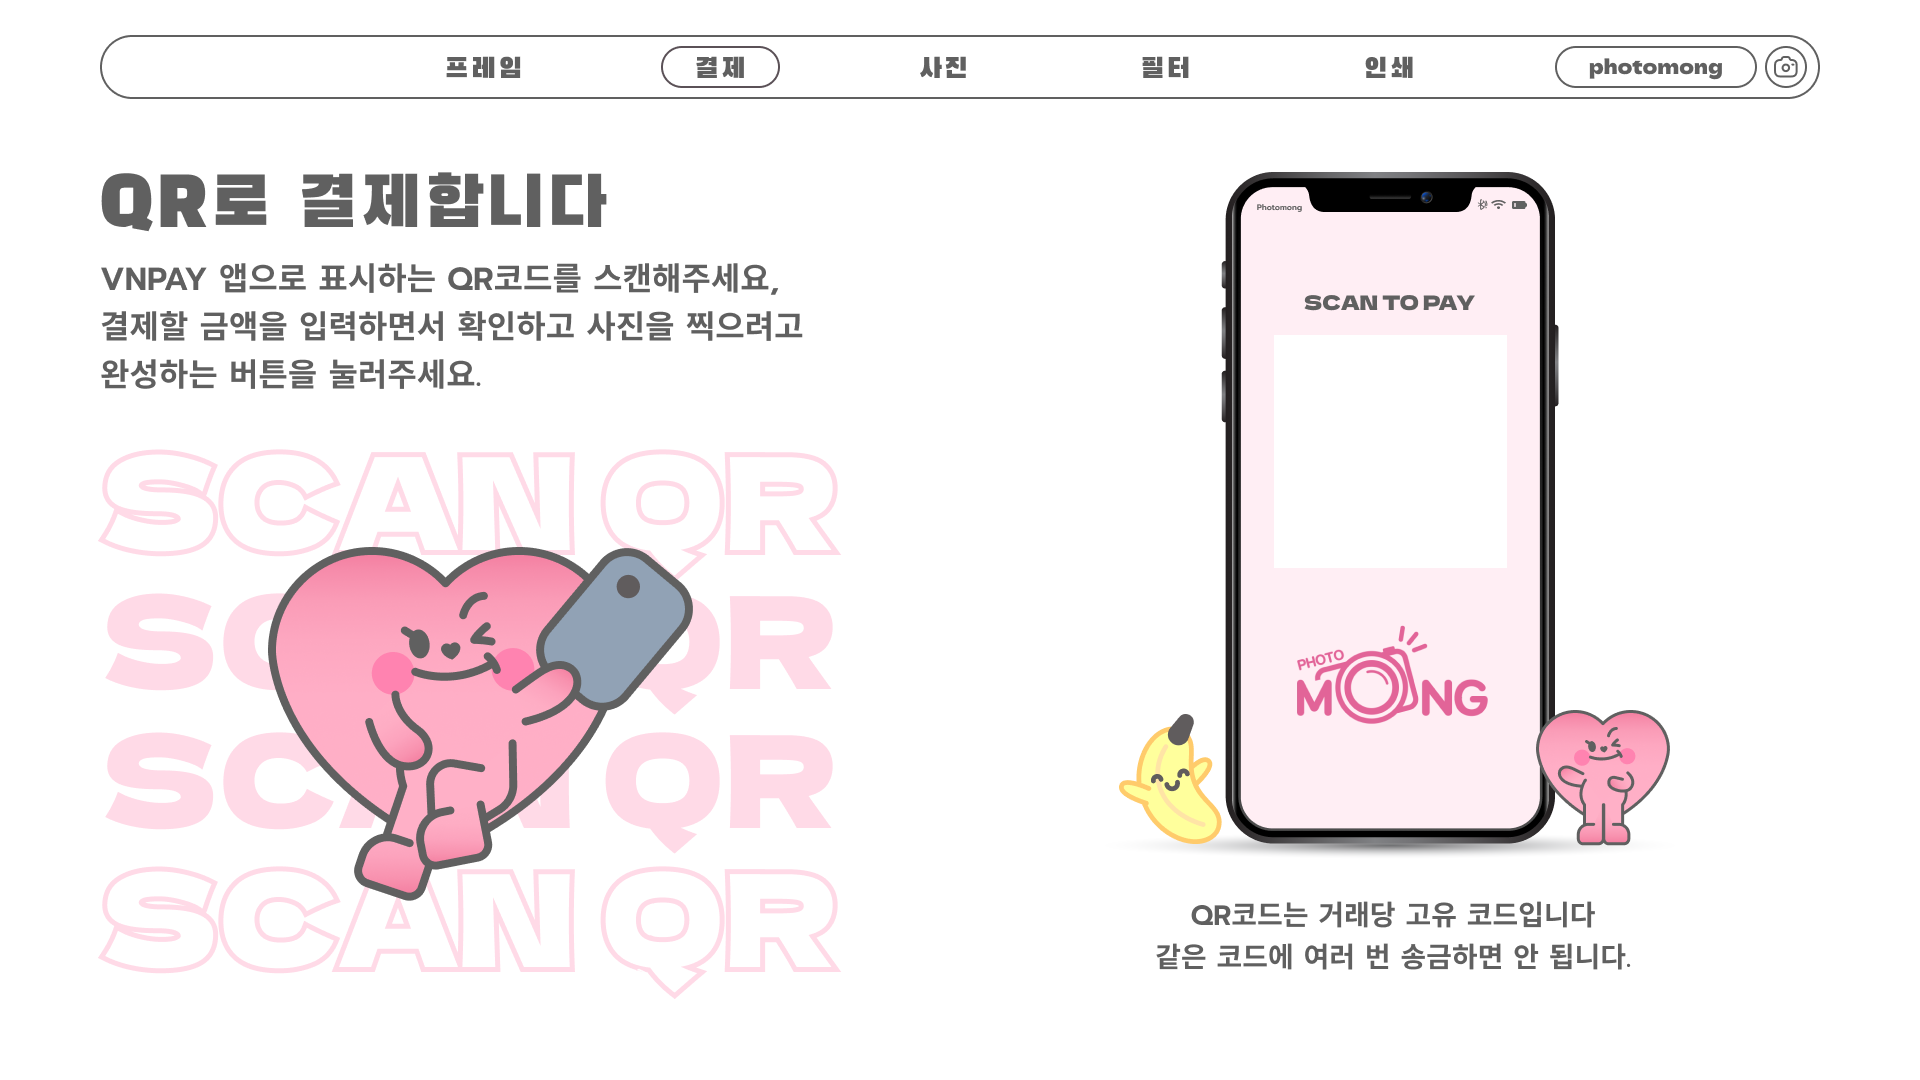 프레임
결제
사진
필터
인쇄
photomong
QR로 결제합니다
VNPAY 앱으로 표시하는 QR코드를 스캔해주세요,
결제할 금액을 입력하면서 확인하고 사진을 찍으려고
완성하는 버튼을 눌러주세요.
SCAN QR
SCAN QR
SCAN QR
SCAN QR
Photomong
SCAN TO PAY
PHOTO
MONG
QR코드는 거래당 고유 코드입니다
같은 코드에 여러 번 송금하면 안 됩니다.